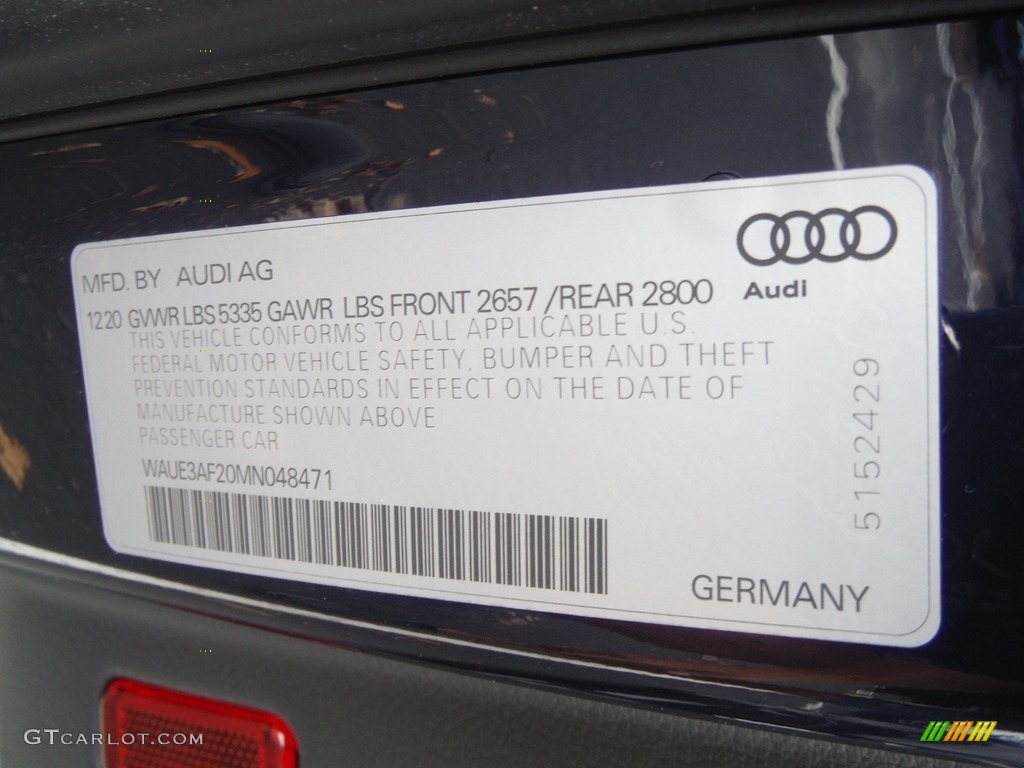 MFD. BY AUDI AG
Audi
1220 GVWR LBS 5335 GAWR LBS FRONT 2657 /REAR 2800
THIS VEHICLE CONFORMS TO ALL APPLICABLE U.S.
FEDERAL MOTOR VEHICLE SAFETY, BUMPER AND THEFT
PREVENTION STANDARDS IN EFFECT ON THE DATE OF
MANUFACTURE SHOWN ABOVE
PASSENGER CAR
WAUE3AF20MN048471
5152429
GERMANY
GTCARLOT.COM